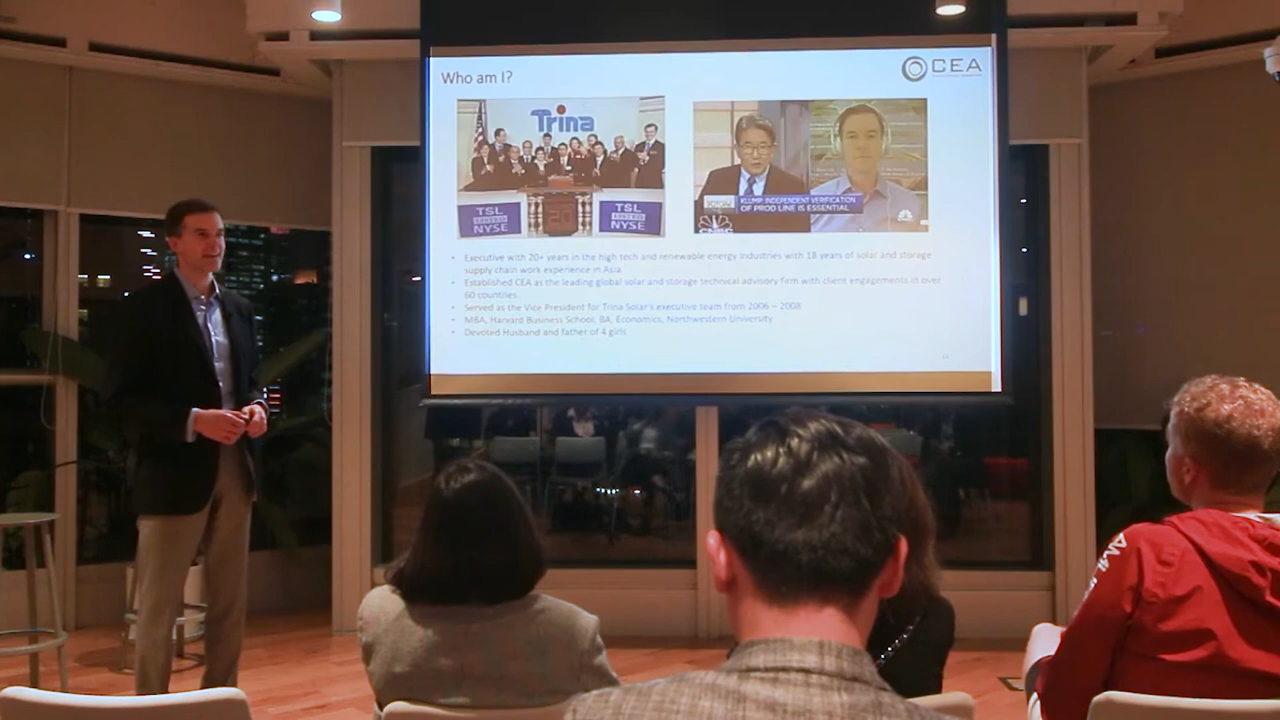 Who am I?
CEA
Trina
TSL
LISTED
NYSE
20
TSL
LISTED
NYSE
KLUMP: INDEPENDENT VERIFICATION
OF PROD LINE IS ESSENTIAL
CNBC
• Executive with 20+ years in the high tech and renewable energy industries with 18 years of solar and storage
supply chain work experience in Asia.
• Established CEA as the leading global solar and storage technical advisory firm with client engagements in over
60 countries.
• Served as the Vice President for Trina Solar's executive team from 2006 – 2008
• MBA, Harvard Business School, BA, Economics, Northwestern University
• Devoted Husband and father of 4 girls